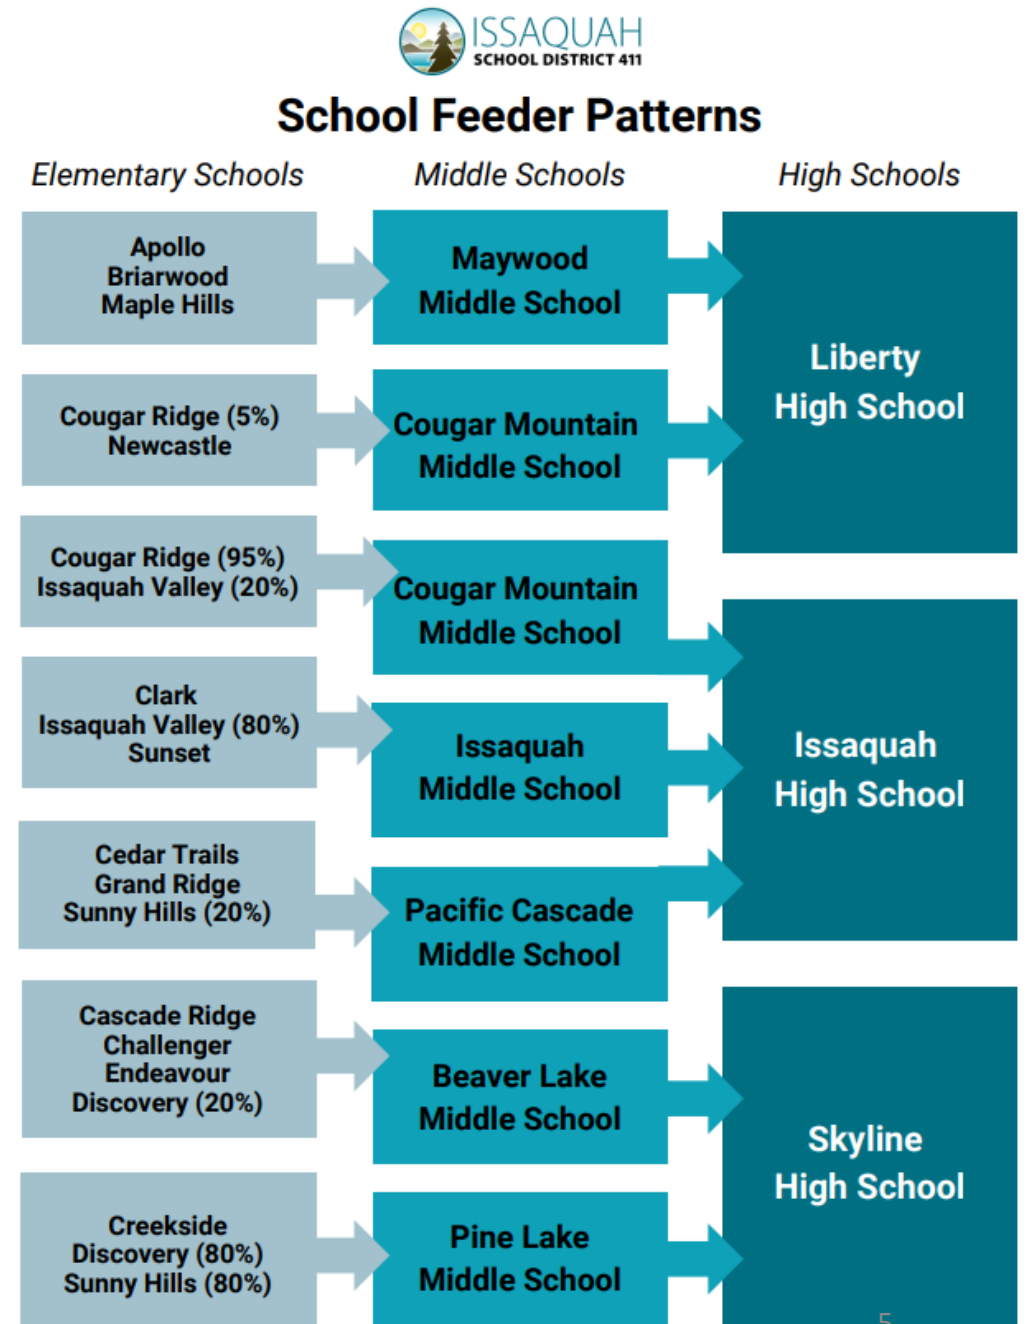 ISSAQUAH
SCHOOL DISTRICT 411
School Feeder Patterns
Elementary Schools
Middle Schools
High Schools
Apollo
Briarwood
Maple Hills
Maywood
Middle School
Liberty
High School
Cougar Ridge (5%)
Newcastle
Cougar Mountain
Middle School
Cougar Ridge (95%)
Issaquah Valley (20%)
Cougar Mountain
Middle School
Issaquah
High School
Clark
Issaquah Valley (80%)
Sunset
Issaquah
Middle School
Cedar Trails
Grand Ridge
Sunny Hills (20%)
Pacific Cascade
Middle School
Cascade Ridge
Challenger
Endeavour
Discovery (20%)
Beaver Lake
Middle School
Skyline
High School
Creekside
Discovery (80%)
Sunny Hills (80%)
Pine Lake
Middle School
5